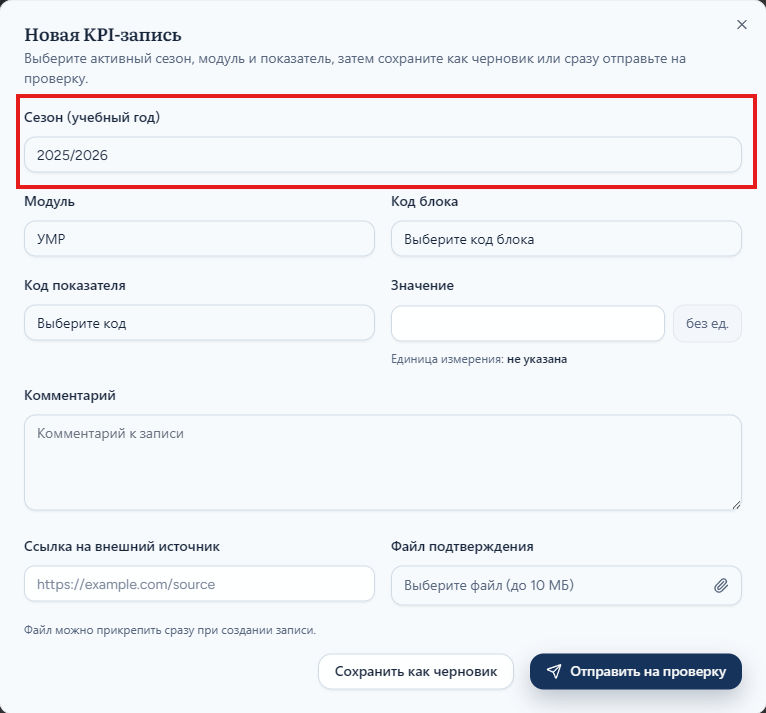 Новая KPI-запись
Выберите активный сезон, модуль и показатель, затем сохраните как черновик или сразу отправьте на
проверку.
Сезон (учебный год)
2025/2026
Модуль
Код блока
УМР
Выберите код блока
Код показателя
Значение
Выберите код
без ед.
Единица измерения: не указана
Комментарий
Комментарий к записи
Ссылка на внешний источник
Файл подтверждения
https://example.com/source
Выберите файл (до 10 МБ)
Файл можно прикрепить сразу при создании записи.
Сохранить как черновик
Отправить на проверку